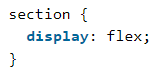 section {
  display: flex;
}